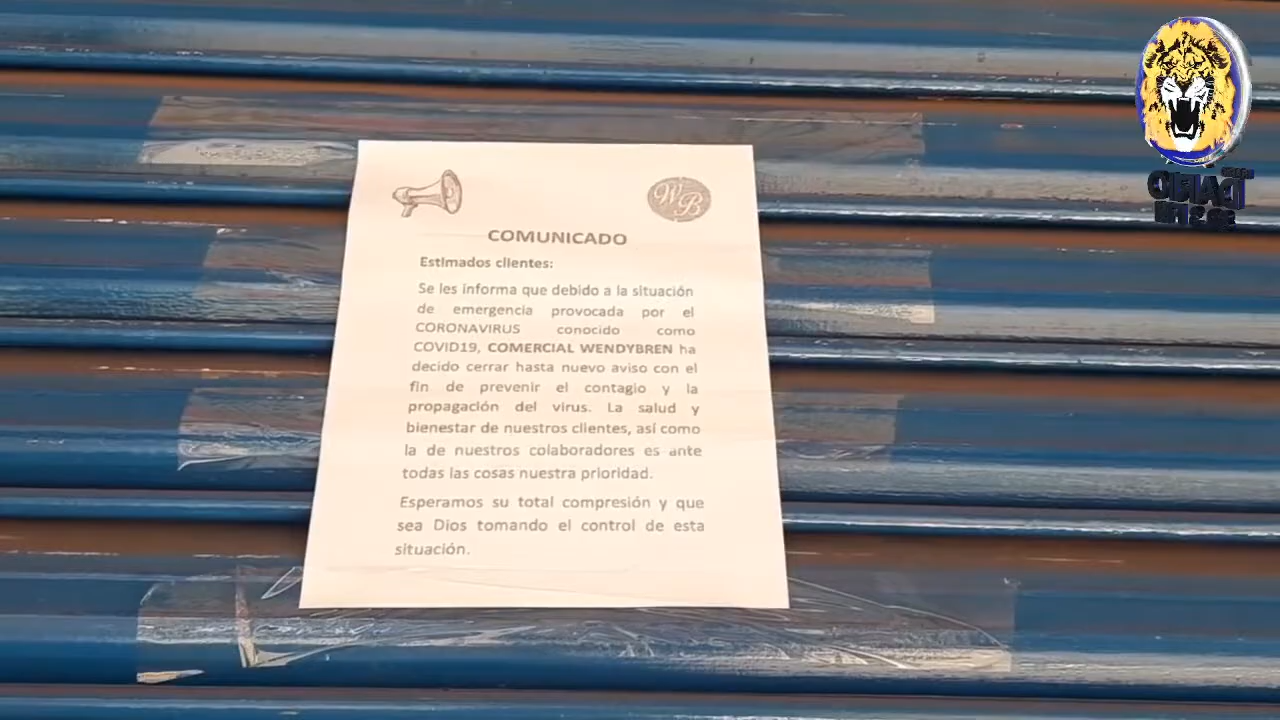 WB
COMUNICADO
Estimados clientes:
Se les informa que debido a la situación
de emergencia provocada por el
CORONAVIRUS conocido como
COVID19, COMERCIAL WENDYBREN ha
decido cerrar hasta nuevo aviso con el
fin de prevenir el contagio y la
propagación del virus. La salud y
bienestar de nuestros clientes, así como
la de nuestros colaboradores es ante
todas las cosas nuestra prioridad.
Esperamos su total compresión y que
sea Dios tomando el control de esta
situación.